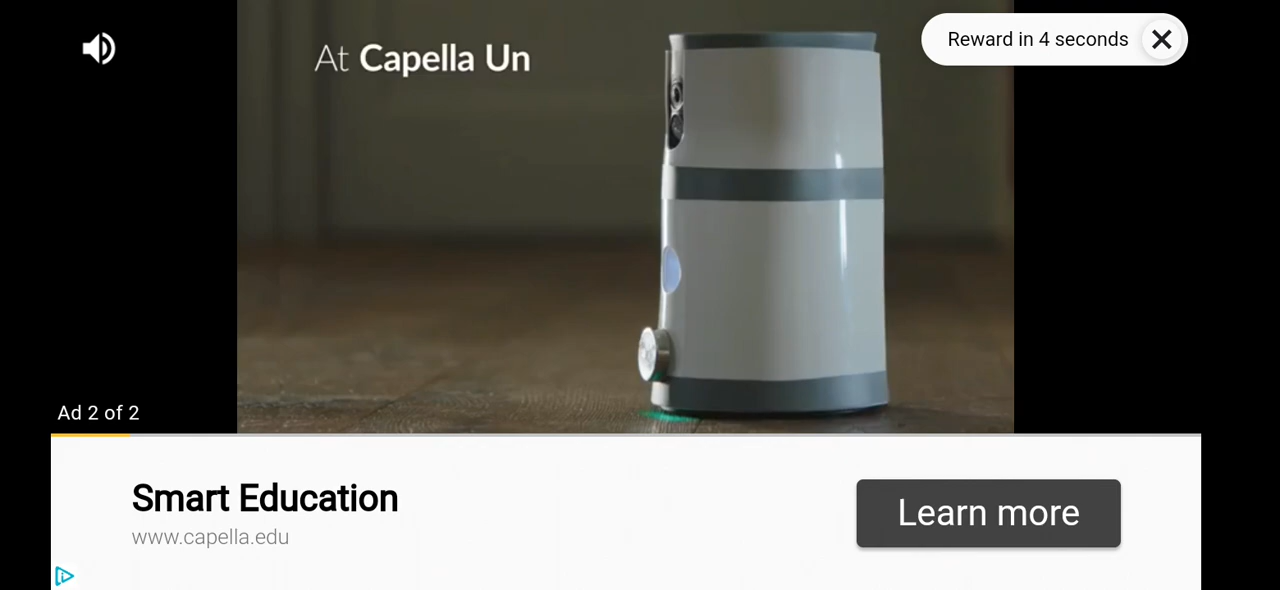 At Capella Un
Reward in 4 seconds
Ad 2 of 2
Smart Education
www.capella.edu
Learn more